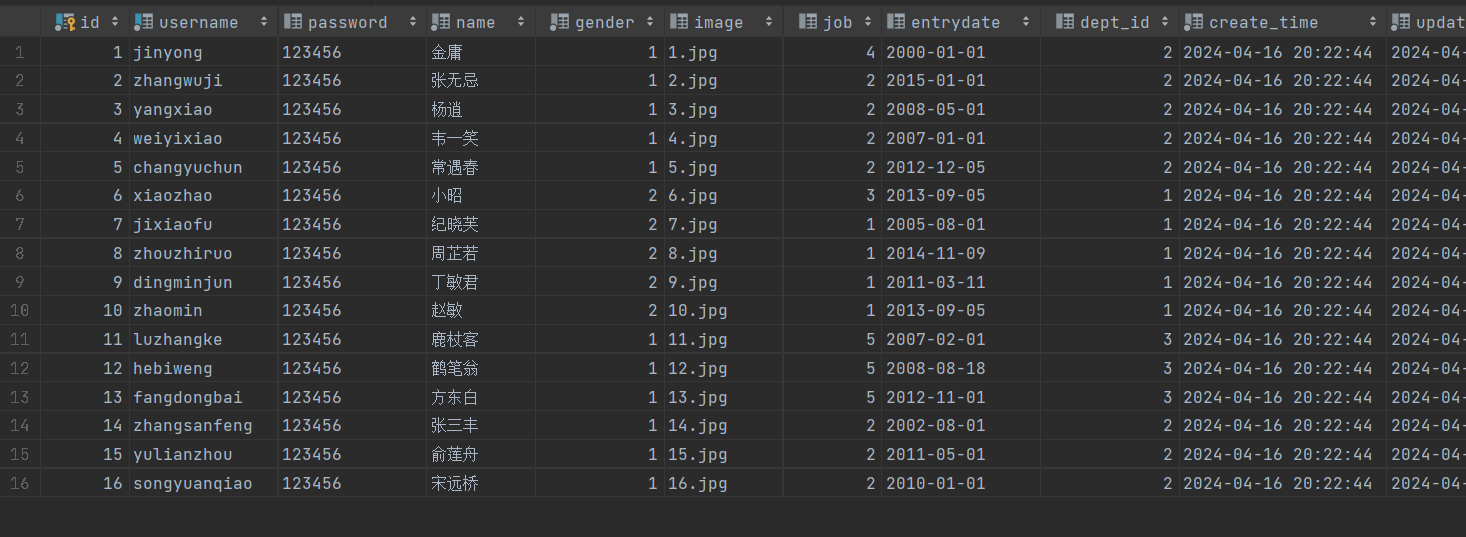 id username password name gender image job entrydate dept_id create_time updat
1 1 jinyong 123456 金庸 1 1.jpg 4 2000-01-01 2 2024-04-16 20:22:44 2024-04-
2 2 zhangwuji 123456 张无忌 1 2.jpg 2 2015-01-01 2 2024-04-16 20:22:44 2024-04-
3 3 yangxiao 123456 杨逍 1 3.jpg 2 2008-05-01 2 2024-04-16 20:22:44 2024-04-
4 4 weiyixiao 123456 韦一笑 1 4.jpg 2 2007-01-01 2 2024-04-16 20:22:44 2024-04-
5 5 changyuchun 123456 常遇春 1 5.jpg 2 2012-12-05 2 2024-04-16 20:22:44 2024-04-
6 6 xiaozhao 123456 小昭 2 6.jpg 3 2013-09-05 1 2024-04-16 20:22:44 2024-04-
7 7 jixiaofu 123456 纪晓芙 2 7.jpg 1 2005-08-01 1 2024-04-16 20:22:44 2024-04-
8 8 zhouzhiruo 123456 周芷若 2 8.jpg 1 2014-11-09 1 2024-04-16 20:22:44 2024-04-
9 9 dingminjun 123456 丁敏君 2 9.jpg 1 2011-03-11 1 2024-04-16 20:22:44 2024-04-
10 10 zhaomin 123456 赵敏 2 10.jpg 1 2013-09-05 1 2024-04-16 20:22:44 2024-04-
11 11 luzhangke 123456 鹿杖客 1 11.jpg 5 2007-02-01 3 2024-04-16 20:22:44 2024-04-
12 12 hebiweng 123456 鹤笔翁 1 12.jpg 5 2008-08-18 3 2024-04-16 20:22:44 2024-04-
13 13 fangdongbai 123456 方东白 1 13.jpg 5 2012-11-01 3 2024-04-16 20:22:44 2024-04-
14 14 zhangsanfeng 123456 张三丰 1 14.jpg 2 2002-08-01 2 2024-04-16 20:22:44 2024-04-
15 15 yulianzhou 123456 俞莲舟 1 15.jpg 2 2011-05-01 2 2024-04-16 20:22:44 2024-04-
16 16 songyuanqiao 123456 宋远桥 1 16.jpg 2 2010-01-01 2 2024-04-16 20:22:44 2024-04-